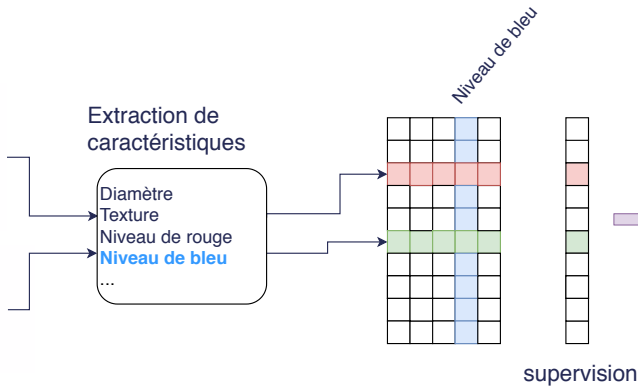 Niveau de bleu
Extraction de
caractéristiques
Diamètre
Texture
Niveau de rouge
Niveau de bleu
...
supervision